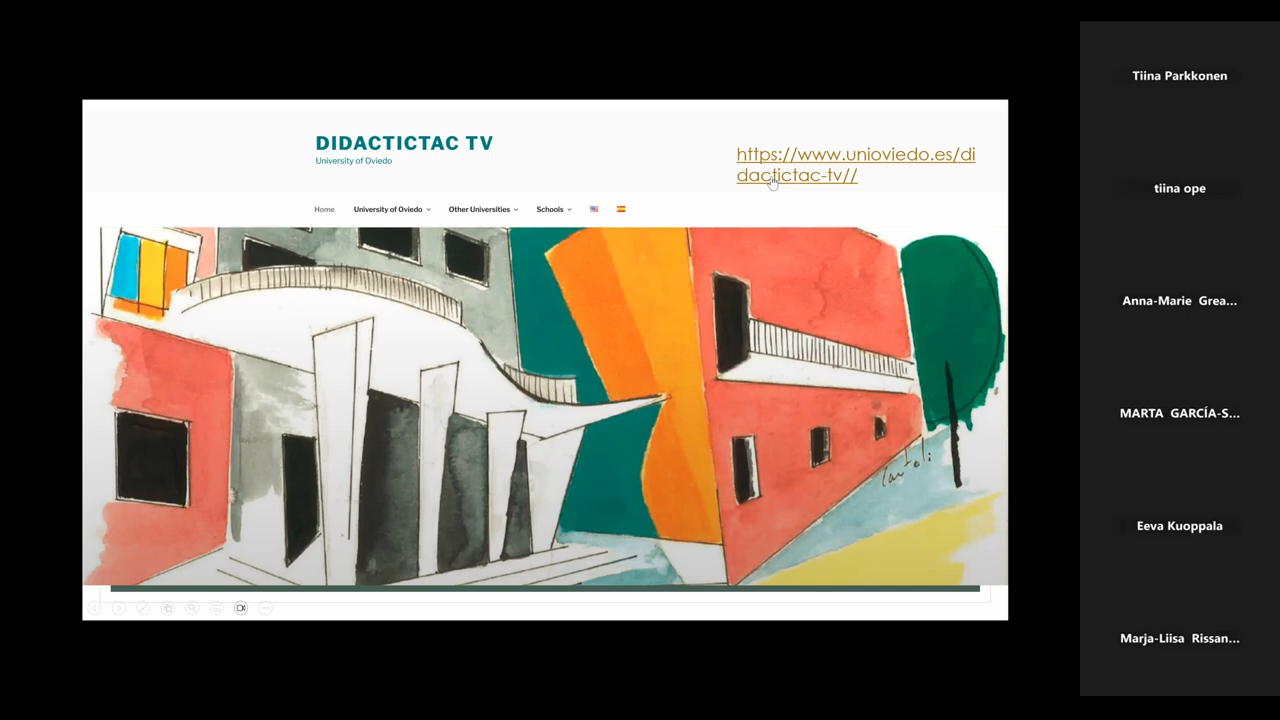 DIDACTICTAC TV
University of Oviedo
https://www.unioviedo.es/di
dactictac-tv//
Home University of Oviedo Other Universities Schools
Tiina Parkkonen
tiina ope
Anna-Marie Grea...
MARTA GARCÍA-S...
Eeva Kuoppala
Marja-Liisa Rissan...